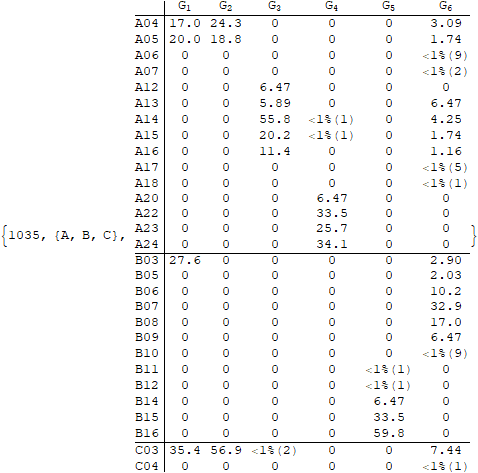 G1 G2 G3 G4 G5 G6
A04 17.0 24.3 0 0 0 3.09
A05 20.0 18.8 0 0 0 1.74
A06 0 0 0 0 0 <1%(9)
A07 0 0 0 0 0 <1%(2)
A12 0 0 6.47 0 0 0
A13 0 0 5.89 0 0 6.47
A14 0 0 55.8 <1%(1) 0 4.25
A15 0 0 20.2 <1%(1) 0 1.74
A16 0 0 11.4 0 0 1.16
A17 0 0 0 0 0 <1%(5)
A18 0 0 0 0 0 <1%(1)
A20 0 0 0 6.47 0 0
A22 0 0 0 33.5 0 0
{1035, {A, B, C}, A23 0 0 0 25.7 0 0 }
A24 0 0 0 34.1 0 0
B03 27.6 0 0 0 0 2.90
B05 0 0 0 0 0 2.03
B06 0 0 0 0 0 10.2
B07 0 0 0 0 0 32.9
B08 0 0 0 0 0 17.0
B09 0 0 0 0 0 6.47
B10 0 0 0 0 0 <1%(9)
B11 0 0 0 0 <1%(1) 0
B12 0 0 0 0 <1%(1) 0
B14 0 0 0 0 6.47 0
B15 0 0 0 0 33.5 0
B16 0 0 0 0 59.8 0
C03 35.4 56.9 <1%(2) 0 0 7.44
C04 0 0 0 0 0 <1%(1)